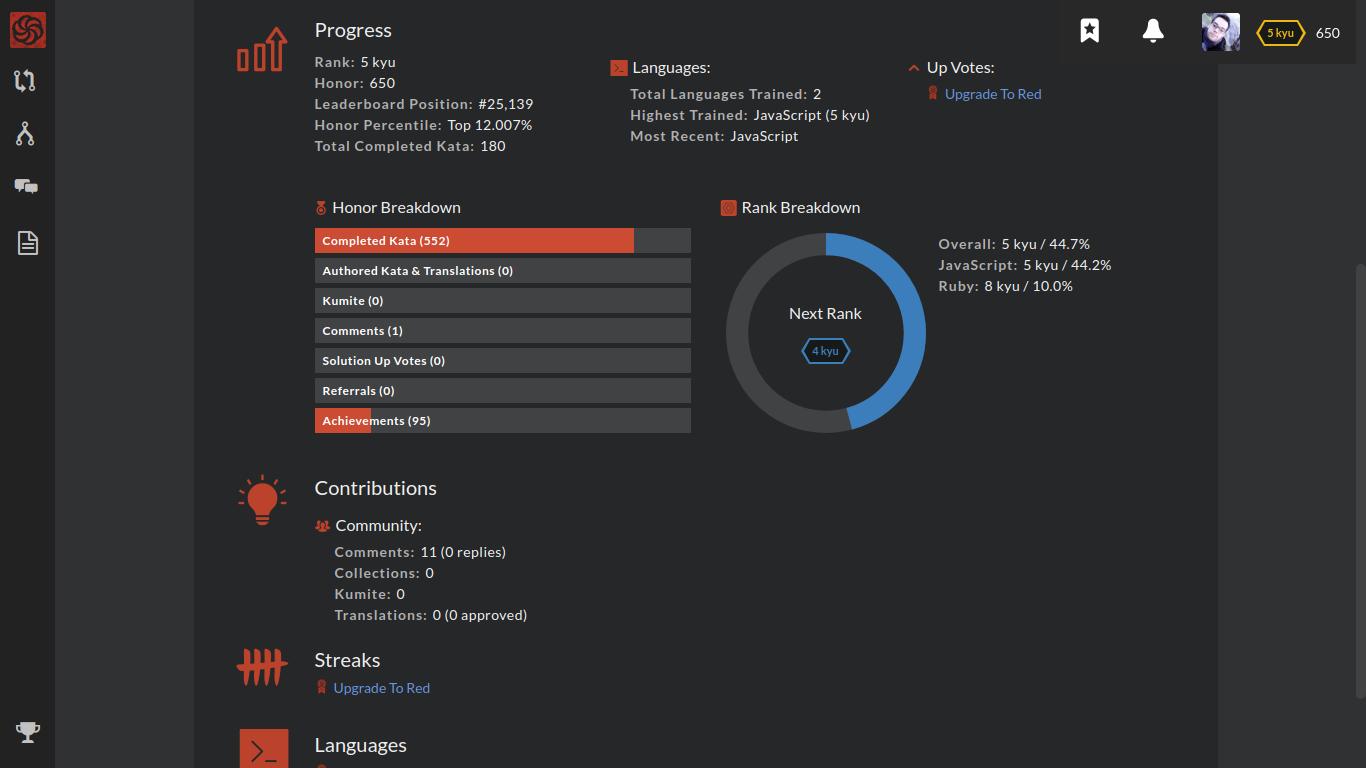 Progress
Rank: 5 kyu
Honor: 650
Leaderboard Position: #25,139
Honor Percentile: Top 12.007%
Total Completed Kata: 180
Languages:
Total Languages Trained: 2
Highest Trained: JavaScript (5 kyu)
Most Recent: JavaScript
Up Votes:
Upgrade To Red
5 kyu 650
Honor Breakdown
Completed Kata (552)
Authored Kata & Translations (0)
Kumite (0)
Comments (1)
Solution Up Votes (0)
Referrals (0)
Achievements (95)
Rank Breakdown
Next Rank
4 kyu
Overall: 5 kyu / 44.7%
JavaScript: 5 kyu / 44.2%
Ruby: 8 kyu / 10.0%
Contributions
Community:
Comments: 11 (0 replies)
Collections: 0
Kumite: 0
Translations: 0 (0 approved)
Streaks
Upgrade To Red
Languages